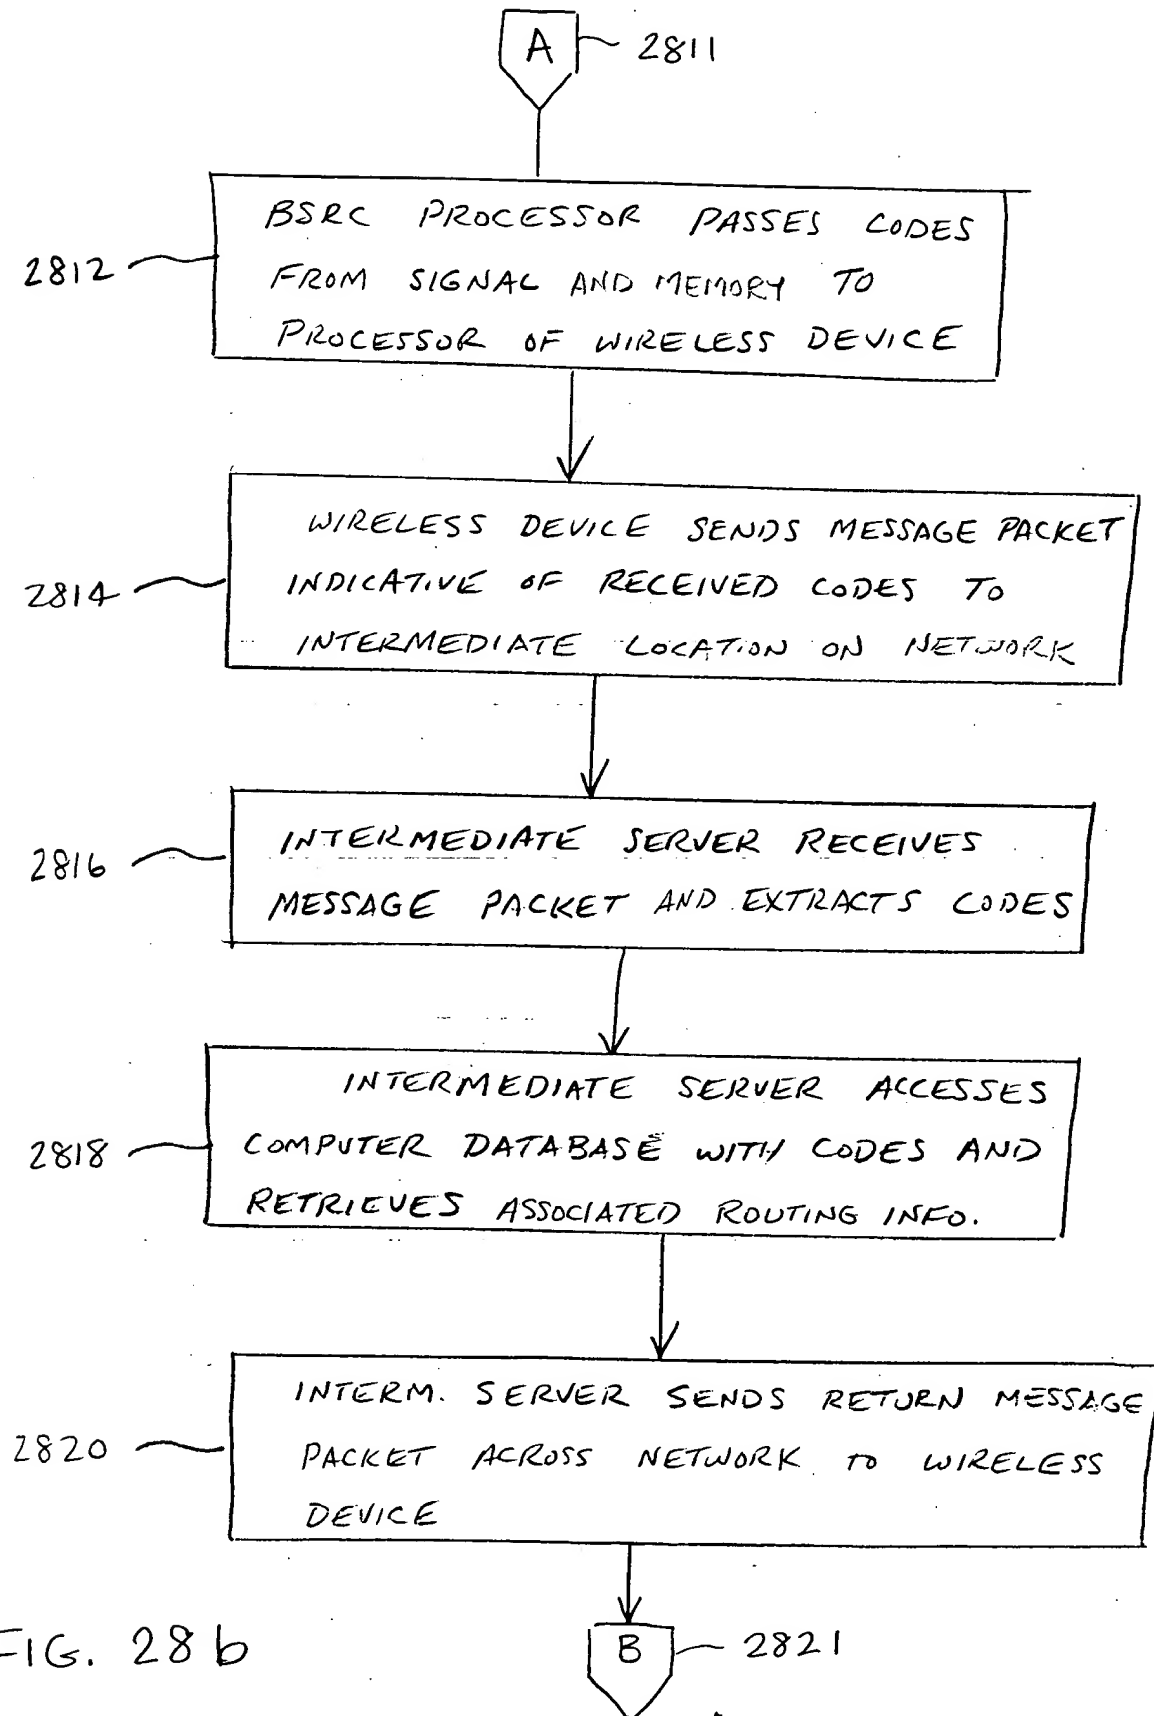 A 2811
BSRC PROCESSOR PASSES CODES
2812
FROM SIGNAL AND MEMORY TO
PROCESSOR OF WIRELESS DEVICE
WIRELESS DEVICE SENDS MESSAGE PACKET
2814
INDICATIVE OF RECEIVED CODES TO
INTERMEDIATE LOCATION ON NETWORK
INTERMEDIATE SERVER RECEIVES
2816
MESSAGE PACKET AND EXTRACTS CODES
INTERMEDIATE SERVER ACCESSES
2818
COMPUTER DATABASE WITH CODES AND
RETRIEVES ASSOCIATED ROUTING INFO.
INTERM. SERVER SENDS RETURN MESSAGE
2820
PACKET ACROSS NETWORK TO WIRELESS
DEVICE
FIG. 28b
B 2821